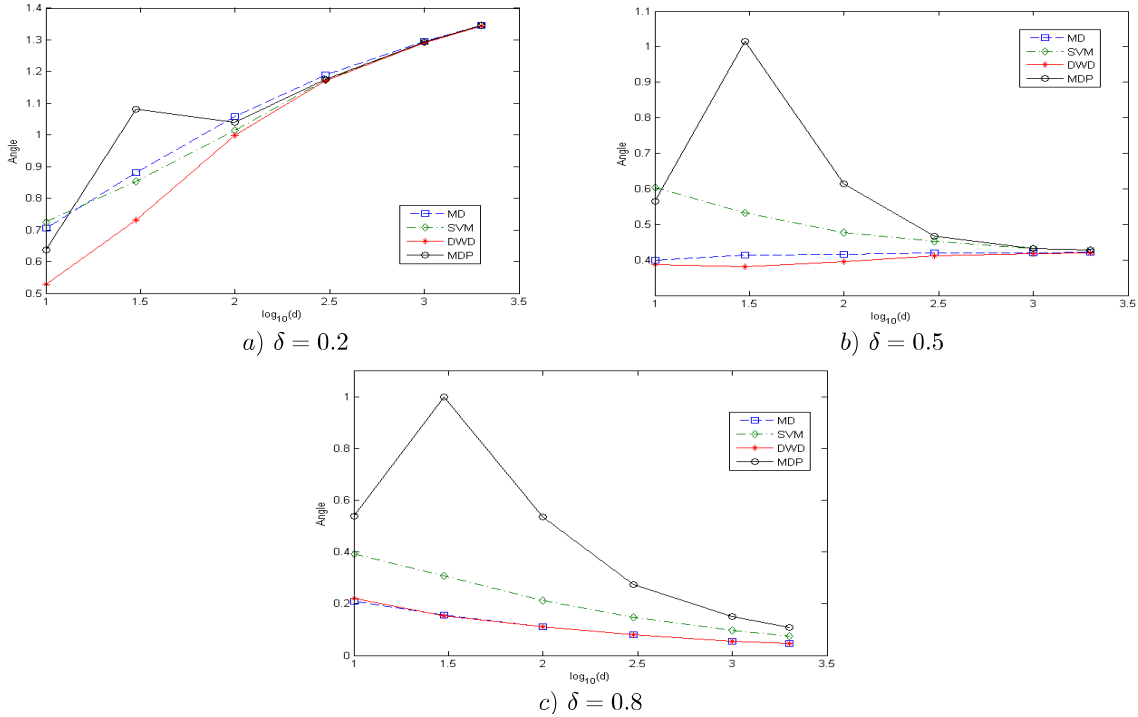 1.4
1.3
1.2
1.1
1
0.9
0.8
0.7
0.6
0.5
Angle
1
1.5
2
2.5
3
3.5
log10(d)
MD
SVM
DWD
MDP
a) δ = 0.2
1.1
1
0.9
0.8
0.7
0.6
0.5
0.4
Angle
1
1.5
2
2.5
3
3.5
log10(d)
MD
SVM
DWD
MDP
b) δ = 0.5
1
0.8
0.6
0.4
0.2
0
Angle
1
1.5
2
2.5
3
3.5
log10(d)
MD
SVM
DWD
MDP
c) δ = 0.8